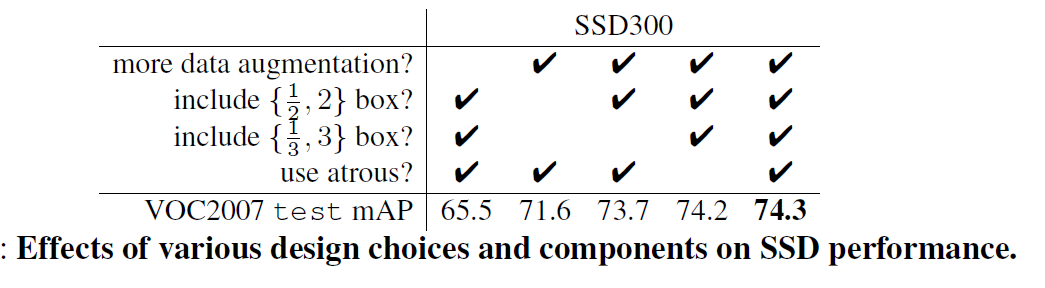 SSD300
more data augmentation? ✔ ✔ ✔ ✔
include {1/2, 2} box? ✔ ✔ ✔ ✔
include {1/3, 3} box? ✔ ✔ ✔
use atrous? ✔ ✔ ✔ ✔
VOC2007 test mAP 65.5 71.6 73.7 74.2 74.3
: Effects of various design choices and components on SSD performance.